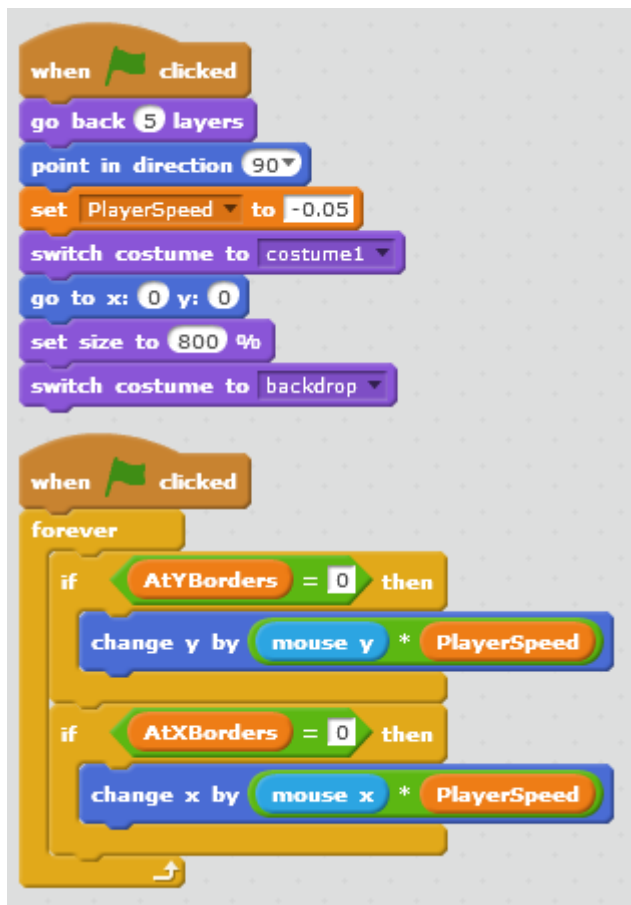 when clicked
go back 5 layers
point in direction 90
set PlayerSpeed to -0.05
switch costume to costume1
go to x: 0 y: 0
set size to 800 %
switch costume to backdrop
when clicked
forever
if AtYBorders = 0 then
change y by mouse y * PlayerSpeed
if AtXBorders = 0 then
change x by mouse x * PlayerSpeed